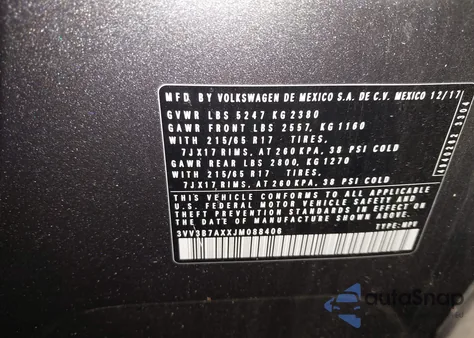 MFD BY VOLKSWAGEN DE MEXICO S.A. DE C.V. MEXICO 12/17
GVWR LBS 5247 KG 2380
GAWR FRONT LBS 2557, KG 1160
WITH 215/65 R17 TIRES,
7JX17 RIMS, AT 260 KPA, 38 PSI COLD
GAWR REAR LBS 2800, KG 1270
WITH 215/65 R17 TIRES,
7JX17 RIMS, AT 260 KPA, 38 PSI COLD
THIS VEHICLE CONFORMS TO ALL APPLICABLE
U.S. FEDERAL MOTOR VEHICLE SAFETY AND
THEFT PREVENTION STANDARDS IN EFFECT ON
THE DATE OF MANUFACTURE SHOWN ABOVE
3VV3B7AXXJM088406 TYPE: MPV
autoSnap